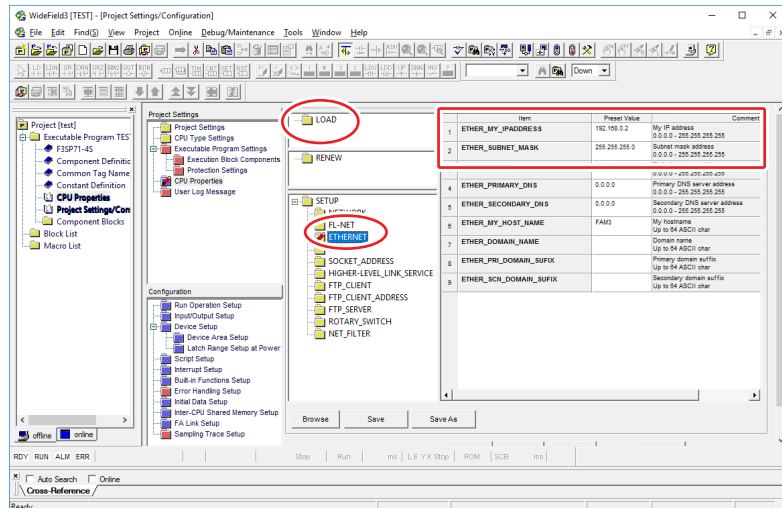 WideField3 [TEST] - [Project Settings/Configuration]
File Edit Find(S) View Project Online Debug/Maintenance Tools Window Help
Down
Project [test]
Executable Program TES
F3SP71-4S
Component Definitic
Common Tag Name
Constant Definition
CPU Properties
Project Settings/Con
Component Blocks
Block List
Macro List
offline online
Project Settings
Project Settings
CPU Type Settings
Executable Program Settings
Execution Block Components
Protection Settings
CPU Properties
User Log Message
Configuration
Run Operation Setup
Input/Output Setup
Device Setup
Device Area Setup
Latch Range Setup at Power
Script Setup
Interrupt Setup
Built-in Functions Setup
Error Handling Setup
Initial Data Setup
Inter-CPU Shared Memory Setup
FA Link Setup
Sampling Trace Setup
LOAD
RENEW
SETUP
NETWORK
FL-NET
ETHERNET
SOCKET_ADDRESS
HIGHER-LEVEL_LINK_SERVICE
FTP_CLIENT
FTP_CLIENT_ADDRESS
FTP_SERVER
ROTARY_SWITCH
NET_FILTER
Browse Save Save As
Item Preset Value Comment
1 ETHER_MY_IPADDRESS 192.168.0.2 My IP address
0.0.0.0 - 255.255.255.255
2 ETHER_SUBNET_MASK 255.255.255.0 Subnet mask address
0.0.0.0 - 255.255.255.255
0.0.0.0 - 255.255.255.255
4 ETHER_PRIMARY_DNS 0.0.0.0 Primary DNS server address
0.0.0.0 - 255.255.255.255
5 ETHER_SECONDARY_DNS 0.0.0.0 Secondary DNS server address
0.0.0.0 - 255.255.255.255
6 ETHER_MY_HOST_NAME FAM3 My hostname
Up to 64 ASCII char
7 ETHER_DOMAIN_NAME Domain name
Up to 64 ASCII char
8 ETHER_PRI_DOMAIN_SUFIX Primary domain suffix
Up to 64 ASCII char
9 ETHER_SCN_DOMAIN_SUFIX Secondary domain suffix
Up to 64 ASCII char
RDY RUN ALM ERR Step Run ms L E Y X Stop ROM SCB ms
Auto Search Online
Cross-Reference
Ready